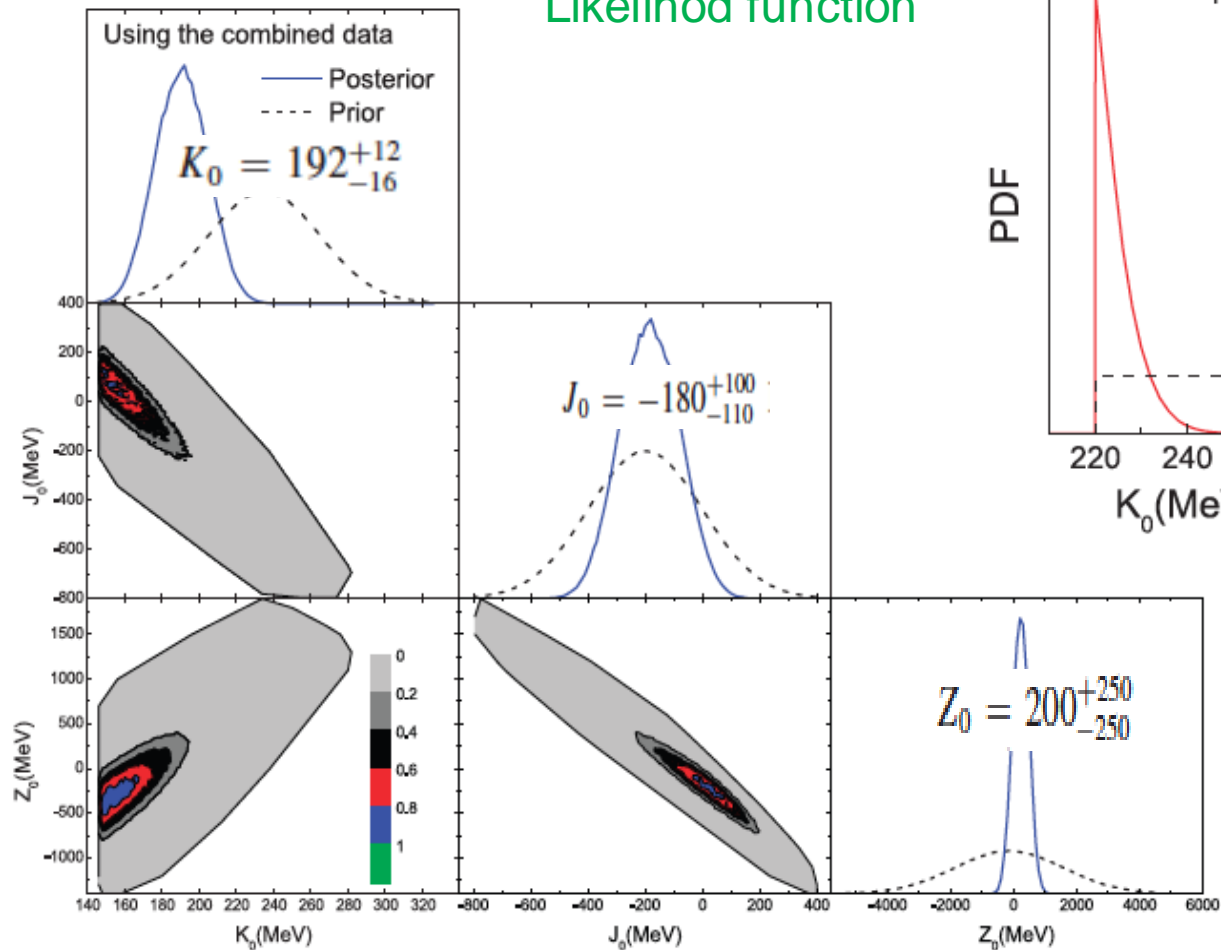 Likelihod function
Using the combined data
Posterior
Prior
K₀ = 192⁺¹²₋₁₆
J₀ = −180⁺¹⁰⁰₋₁₁₀
Z₀ = 200⁺²⁵⁰₋₂₅₀
400
200
0
-200
-400
-600
-800
J₀(MeV)
1500
1000
500
0
-500
-1000
Z₀(MeV)
0
0.2
0.4
0.6
0.8
1
140 160 180 200 220 240 260 280 300 320
K₀(MeV)
-800 -600 -400 -200 0 200 400
J₀(MeV)
-4000 -2000 0 2000 4000 6000
Z₀(MeV)
PDF
220 240
K₀(Me